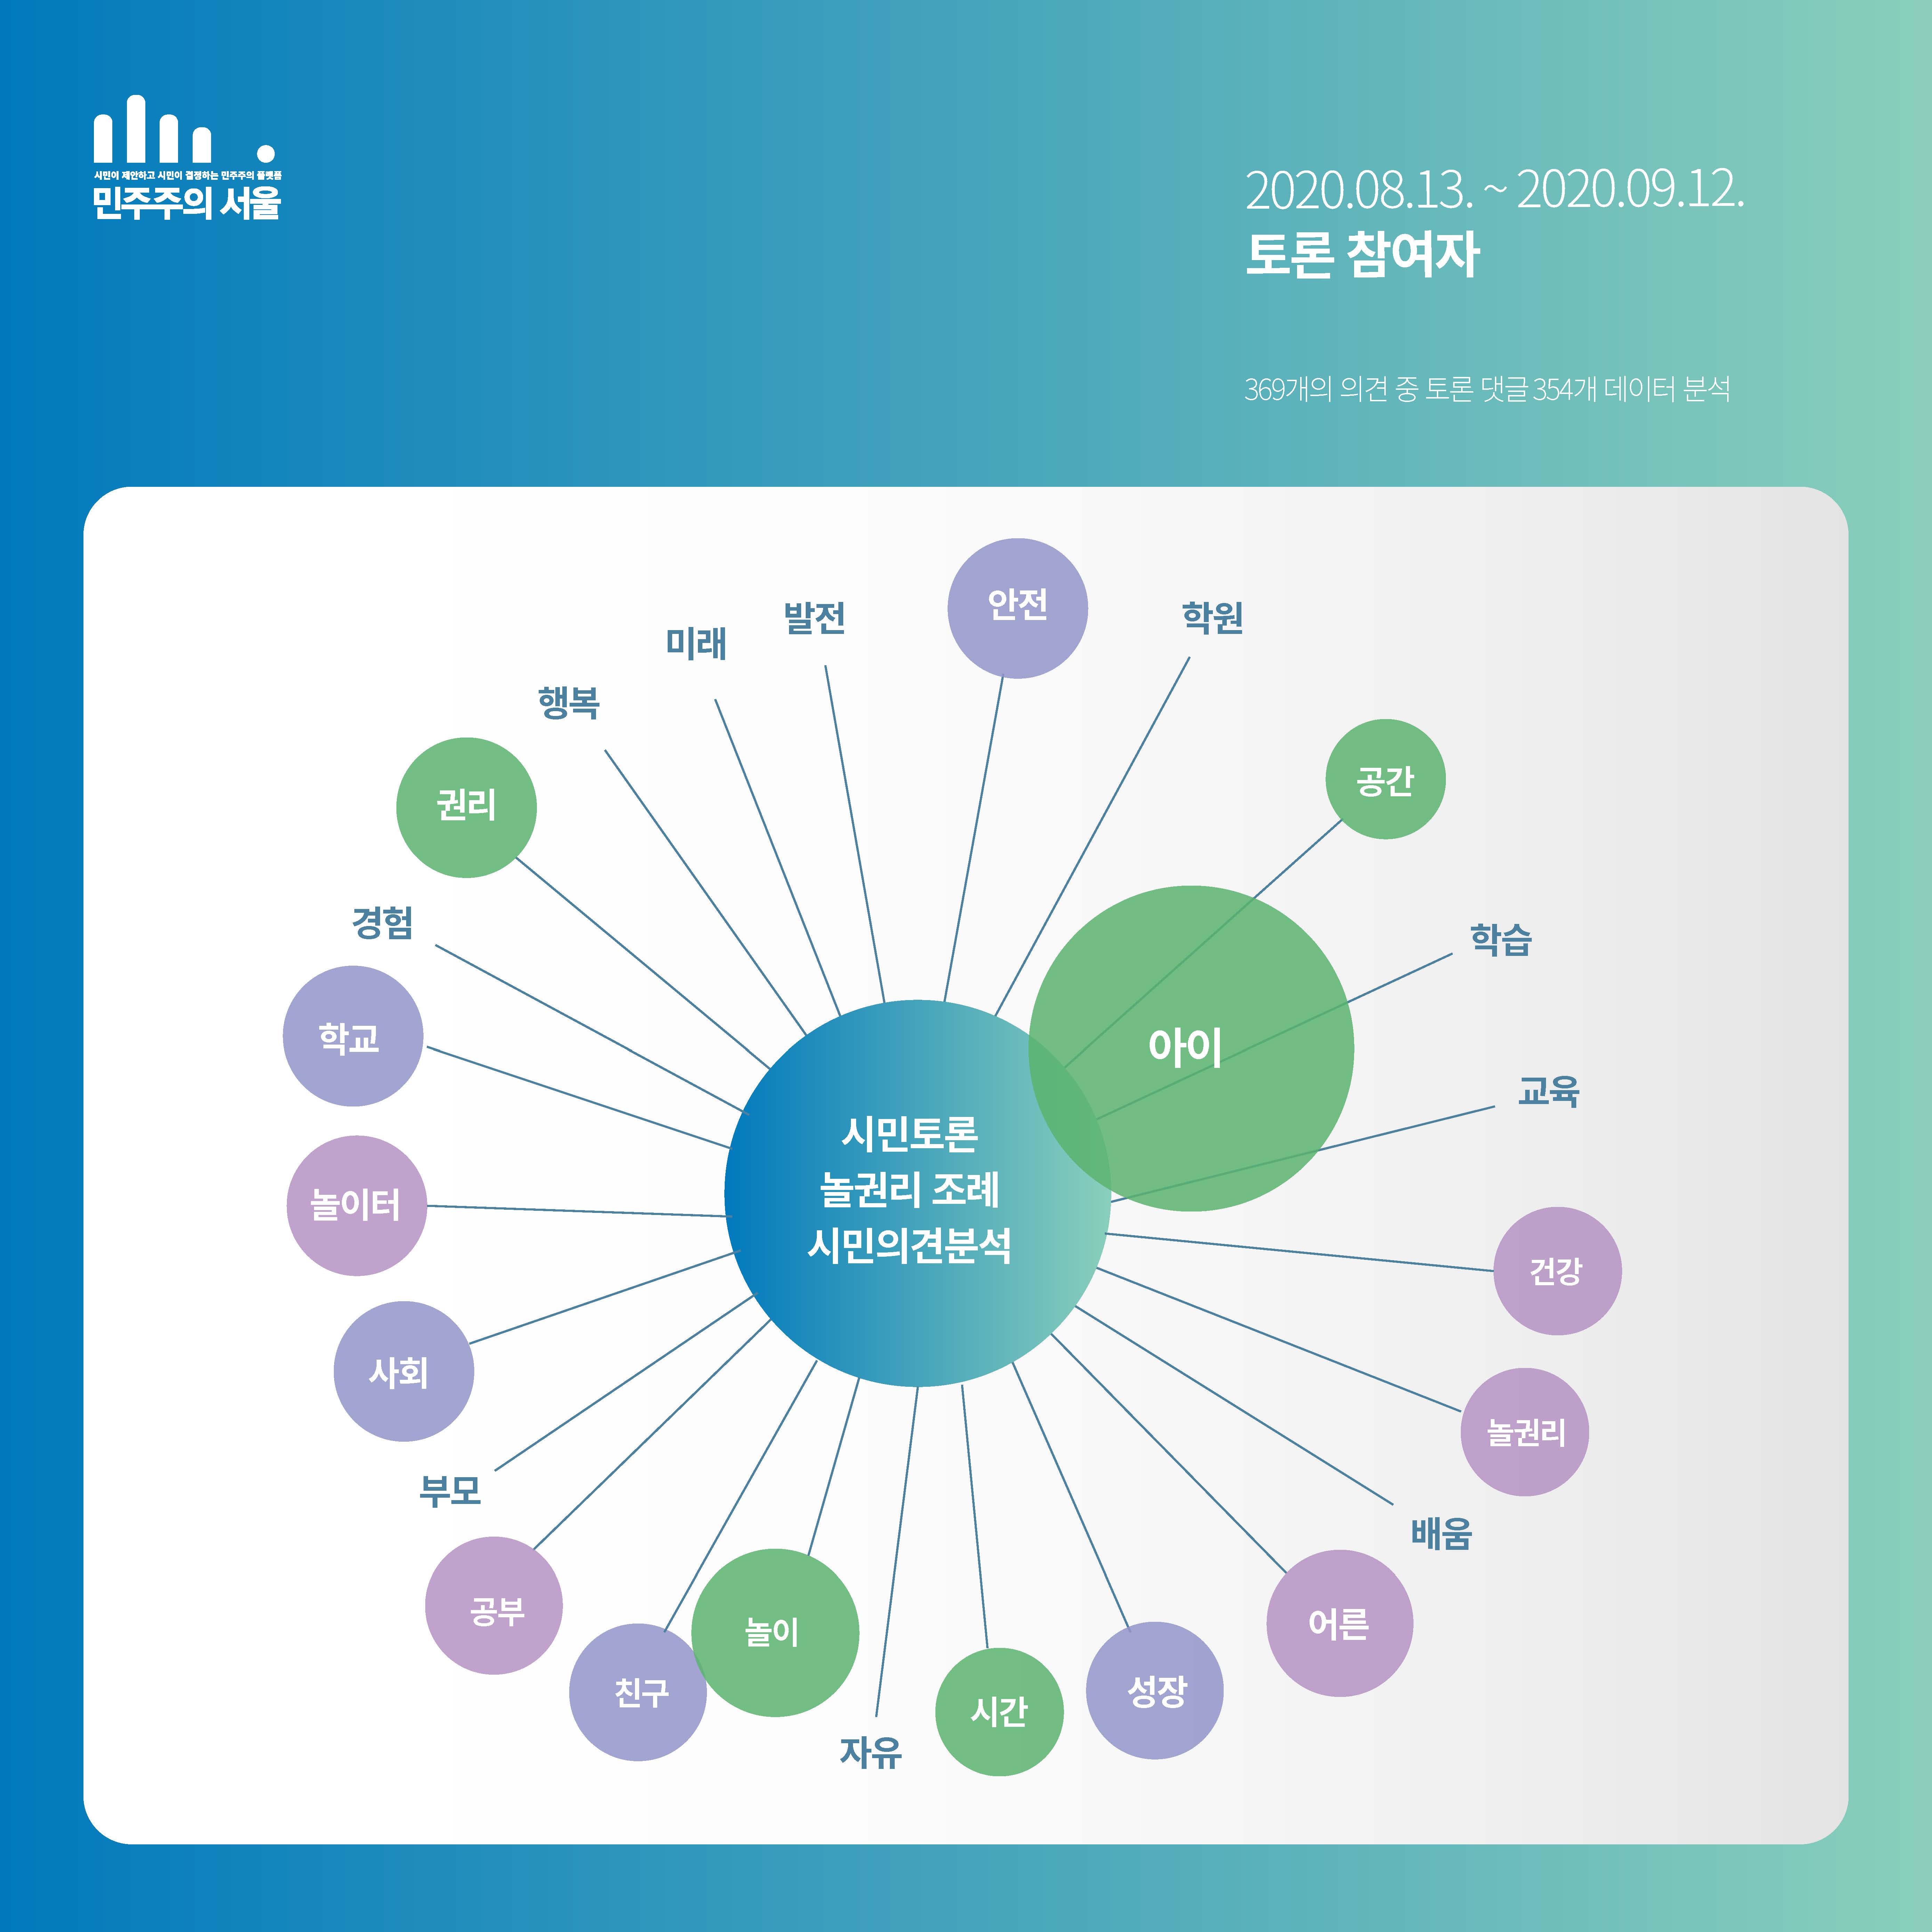 시민이 제안하고 시민이 결정하는 민주주의 플랫폼
민주주의 서울
2020.08.13. ~ 2020.09.12.
토론 참여자
369개의 의견 중 토론 댓글 354개 데이터 분석
안전
발전
학원
미래
행복
공간
권리
경험
학습
학교
아이
교육
시민토론
놀권리 조례
시민의견분석
놀이터
건강
사회
놀권리
부모
배움
공부
놀이
어른
친구
성장
시간
자유